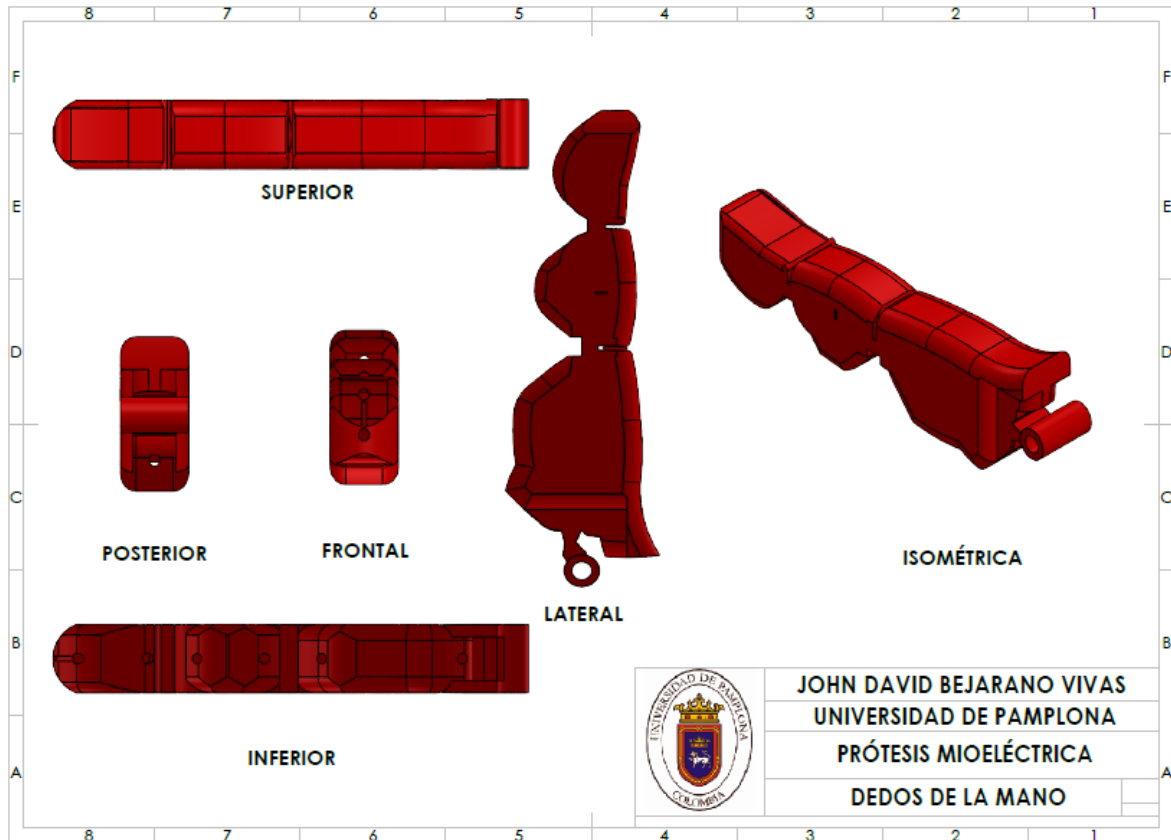 8 7 6 5 4 3 2 1
F F
SUPERIOR
E E
D D
POSTERIOR
FRONTAL
ISOMÉTRICA
C C
LATERAL
B B
INFERIOR
UNIVERSIDAD DE PAMPLONA
COLOMBIA
JOHN DAVID BEJARANO VIVAS
UNIVERSIDAD DE PAMPLONA
PRÓTESIS MIOELÉCTRICA
A A
DEDOS DE LA MANO
8 7 6 5 4 3 2 1